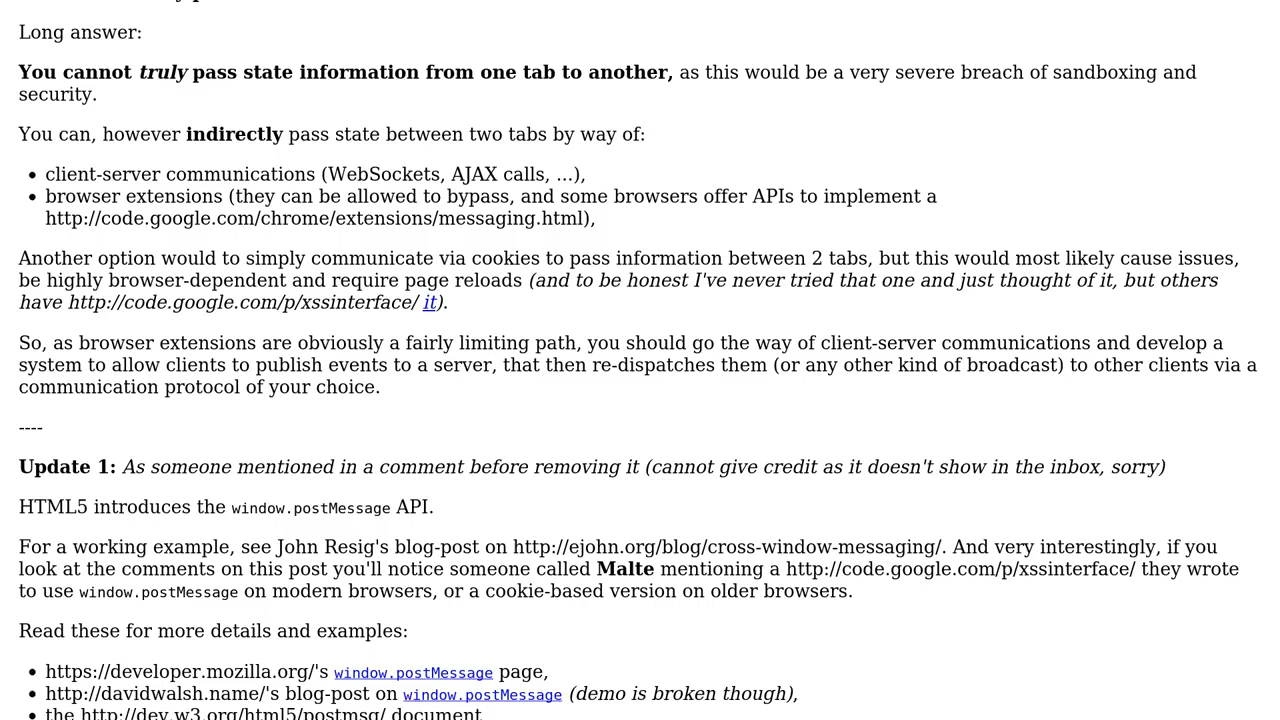 Long answer:
You cannot truly pass state information from one tab to another, as this would be a very severe breach of sandboxing and
security.
You can, however indirectly pass state between two tabs by way of:
• client-server communications (WebSockets, AJAX calls, ...),
• browser extensions (they can be allowed to bypass, and some browsers offer APIs to implement a
http://code.google.com/chrome/extensions/messaging.html),
Another option would to simply communicate via cookies to pass information between 2 tabs, but this would most likely cause issues,
be highly browser-dependent and require page reloads (and to be honest I've never tried that one and just thought of it, but others
have http://code.google.com/p/xssinterface/ it).
So, as browser extensions are obviously a fairly limiting path, you should go the way of client-server communications and develop a
system to allow clients to publish events to a server, that then re-dispatches them (or any other kind of broadcast) to other clients via a
communication protocol of your choice.
----
Update 1: As someone mentioned in a comment before removing it (cannot give credit as it doesn't show in the inbox, sorry)
HTML5 introduces the window.postMessage API.
For a working example, see John Resig's blog-post on http://ejohn.org/blog/cross-window-messaging/. And very interestingly, if you
look at the comments on this post you'll notice someone called Malte mentioning a http://code.google.com/p/xssinterface/ they wrote
to use window.postMessage on modern browsers, or a cookie-based version on older browsers.
Read these for more details and examples:
• https://developer.mozilla.org/'s window.postMessage page,
• http://davidwalsh.name/'s blog-post on window.postMessage (demo is broken though),
• the http://dev.w3.org/html5/postmsg/ document